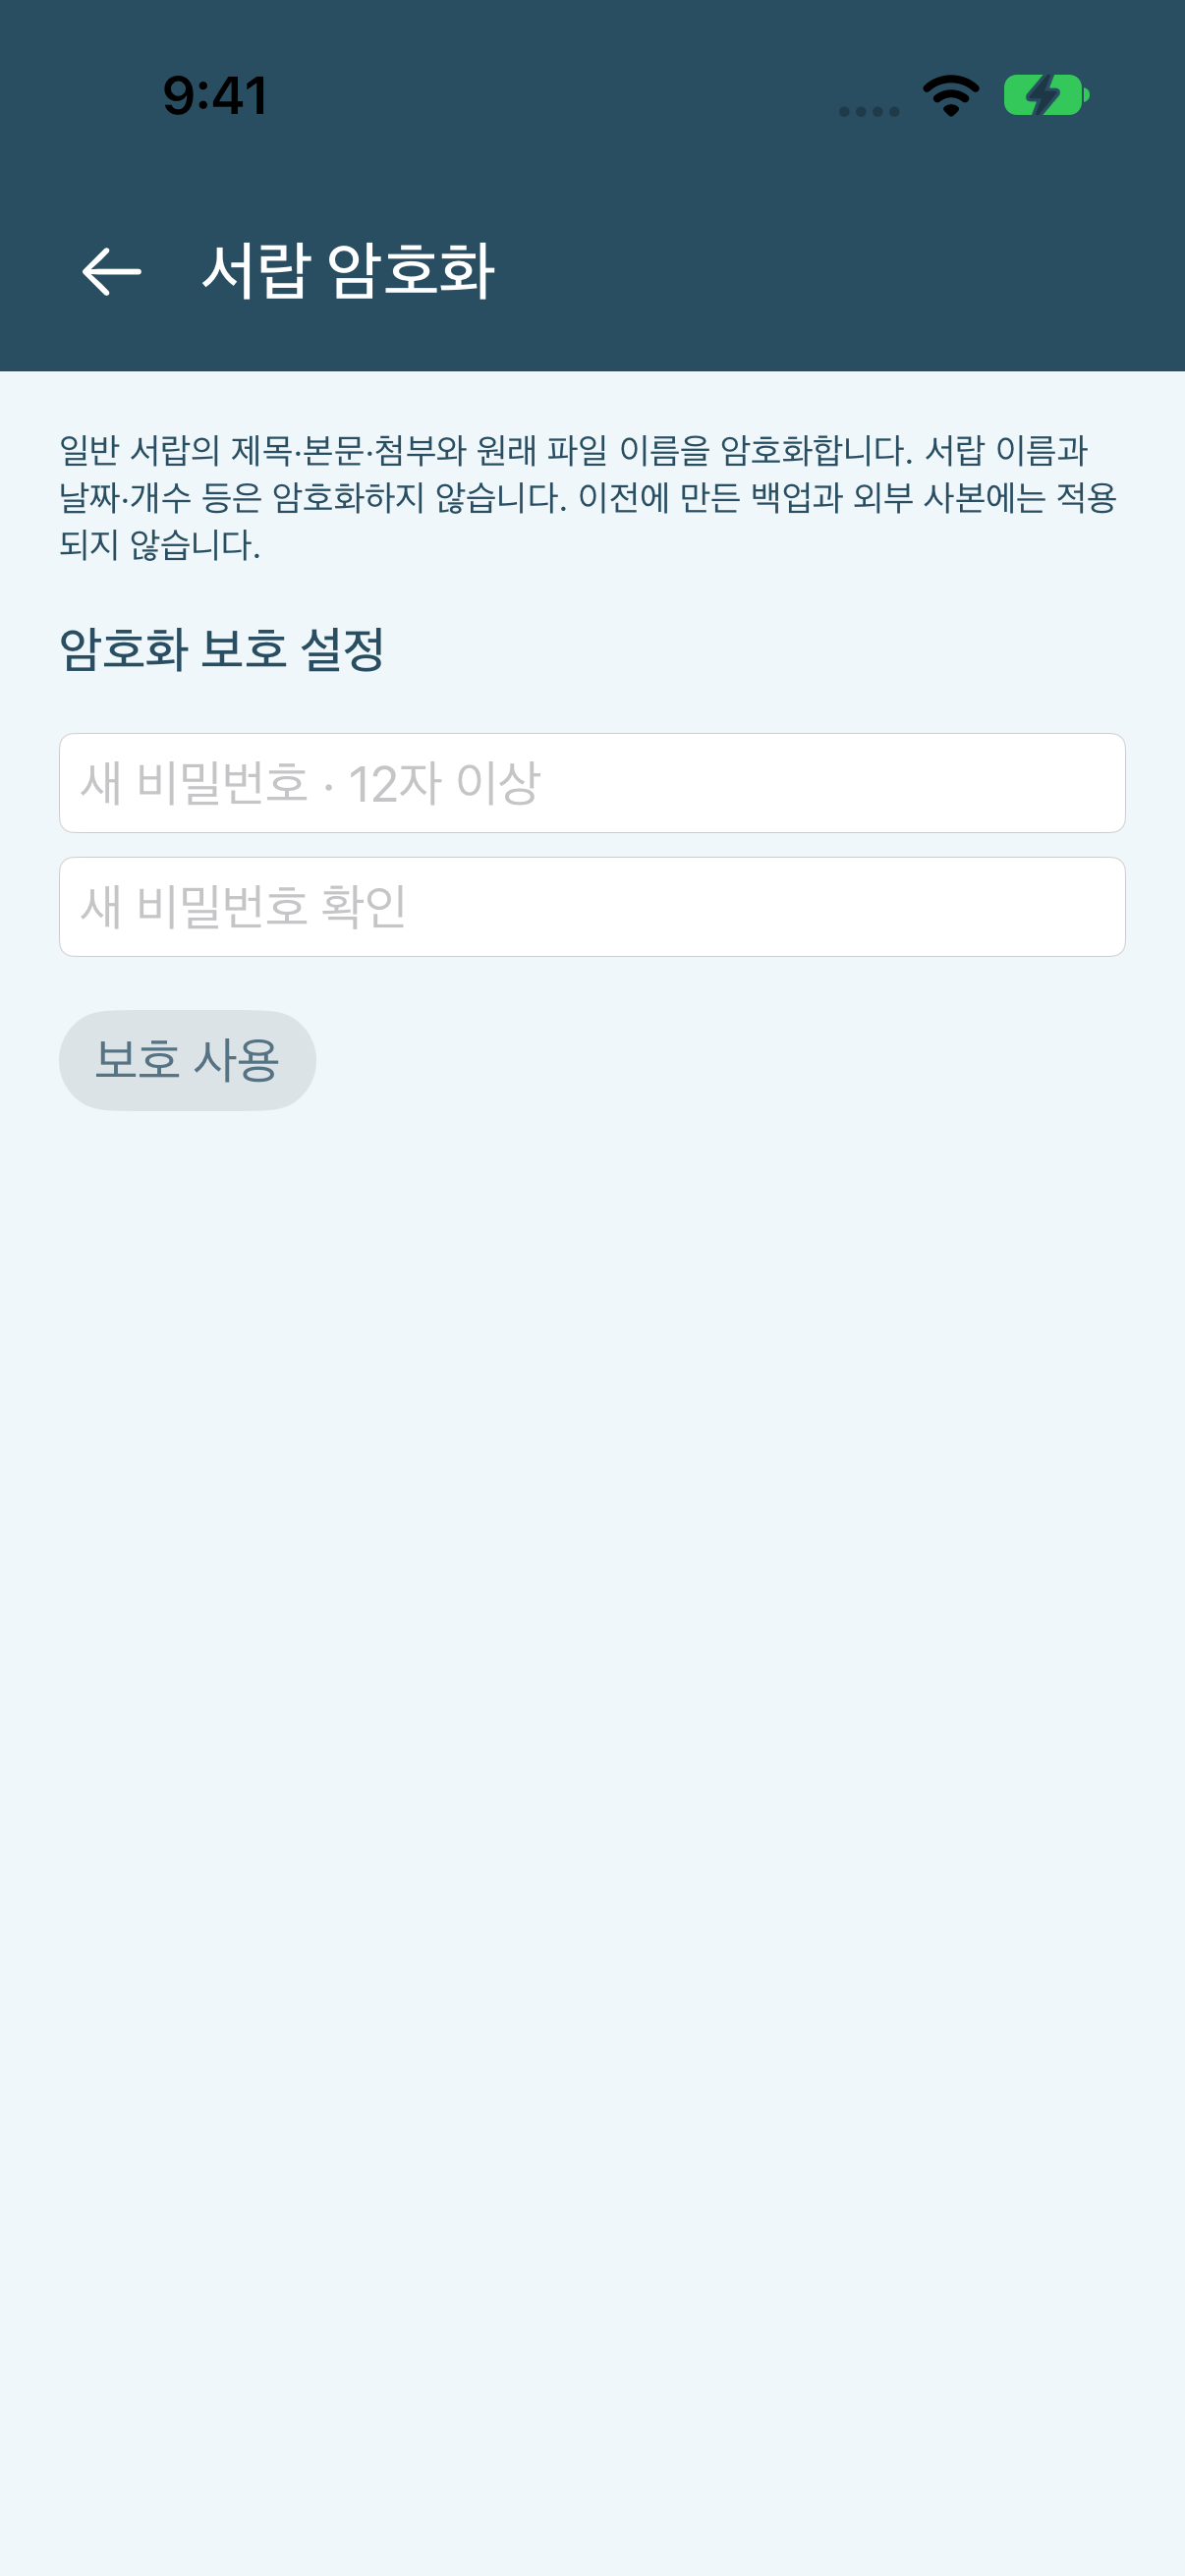 9:41
서랍 암호화
일반 서랍의 제목·본문·첨부와 원래 파일 이름을 암호화합니다. 서랍 이름과
날짜·개수 등은 암호화하지 않습니다. 이전에 만든 백업과 외부 사본에는 적용
되지 않습니다.
암호화 보호 설정
새 비밀번호 · 12자 이상
새 비밀번호 확인
보호 사용